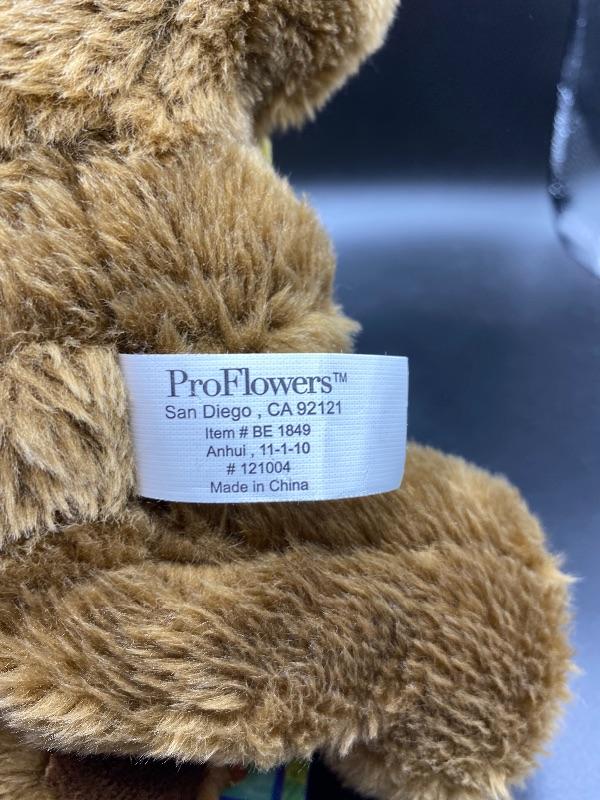 ProFlowers™
San Diego , CA 92121
Item # BE 1849
Anhui , 11-1-10
# 121004
Made in China